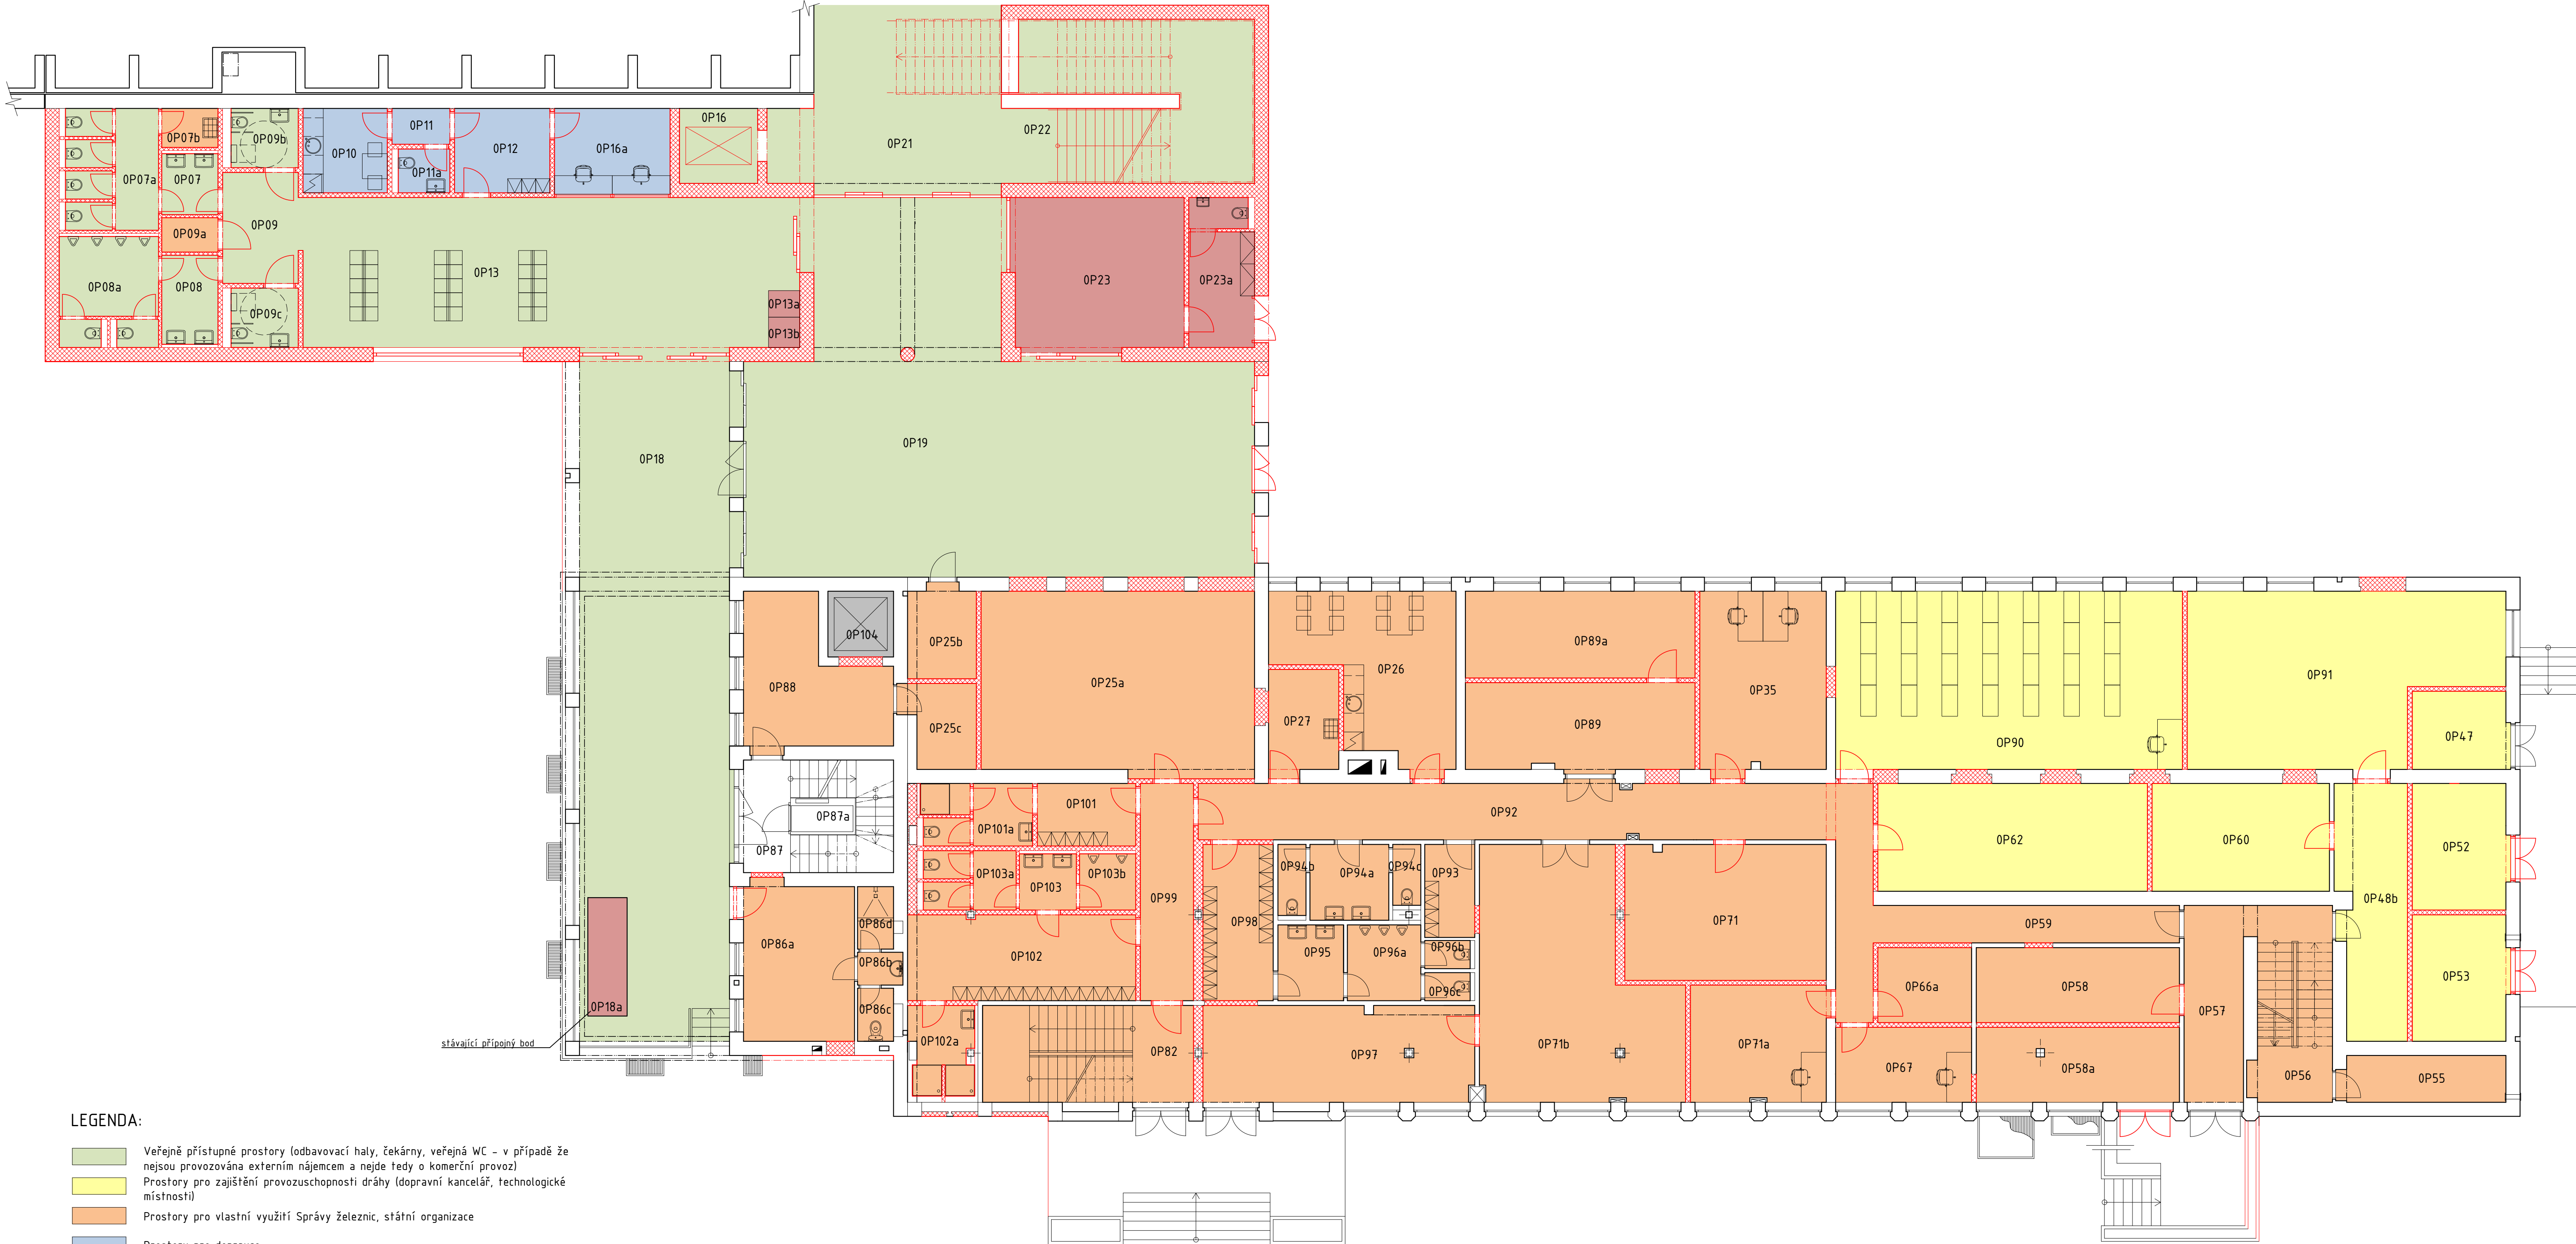 0P16
0P07b
0P09b
0P10
0P11
0P12
0P16a
0P21
0P22
0P07a
0P07
0P11a
0P09
0P09a
0P13
0P08a
0P08
0P09c
0P13a
0P13b
0P23
0P23a
0P18
0P19
0P104
0P25b
0P25a
0P88
0P25c
0P26
0P27
0P89a
0P89
0P35
0P90
0P91
0P47
0P87a
0P87
0P101
0P101a
0P92
0P62
0P60
0P52
0P103a
0P103
0P103b
0P99
0P98
0P94b
0P94a
0P94c
0P93
0P71
0P48b
0P86d
0P86a
0P86b
0P86c
0P102
0P95
0P96a
0P96b
0P96c
0P59
0P66a
0P58
0P57
0P53
0P18a
stávající přípojný bod
0P102a
0P82
0P97
0P71b
0P71a
0P67
0P58a
0P56
0P55
LEGENDA:
Veřejně přístupné prostory (odbavovací haly, čekárny, veřejná WC - v případě že
nejsou provozována externím nájemcem a nejde tedy o komerční provoz)
Prostory pro zajištění provozuschopnosti dráhy (dopravní kancelář, technologické
místnosti)
Prostory pro vlastní využití Správy železnic, státní organizace